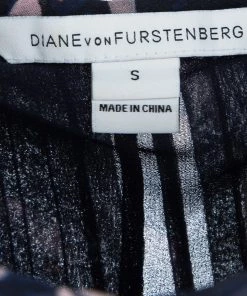 DIANE VON FURSTENBERG
S
MADE IN CHINA